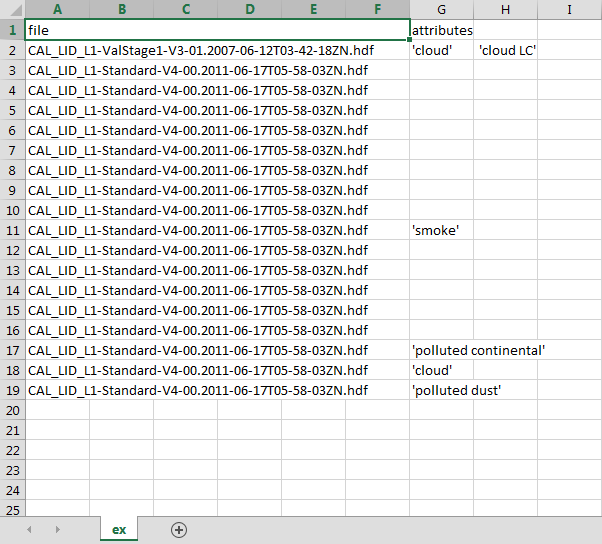 A B C D E F G H I
1 file attributes
2 CAL_LID_L1-ValStage1-V3-01.2007-06-12T03-42-18ZN.hdf 'cloud' 'cloud LC'
3 CAL_LID_L1-Standard-V4-00.2011-06-17T05-58-03ZN.hdf
4 CAL_LID_L1-Standard-V4-00.2011-06-17T05-58-03ZN.hdf
5 CAL_LID_L1-Standard-V4-00.2011-06-17T05-58-03ZN.hdf
6 CAL_LID_L1-Standard-V4-00.2011-06-17T05-58-03ZN.hdf
7 CAL_LID_L1-Standard-V4-00.2011-06-17T05-58-03ZN.hdf
8 CAL_LID_L1-Standard-V4-00.2011-06-17T05-58-03ZN.hdf
9 CAL_LID_L1-Standard-V4-00.2011-06-17T05-58-03ZN.hdf
10 CAL_LID_L1-Standard-V4-00.2011-06-17T05-58-03ZN.hdf
11 CAL_LID_L1-Standard-V4-00.2011-06-17T05-58-03ZN.hdf 'smoke'
12 CAL_LID_L1-Standard-V4-00.2011-06-17T05-58-03ZN.hdf
13 CAL_LID_L1-Standard-V4-00.2011-06-17T05-58-03ZN.hdf
14 CAL_LID_L1-Standard-V4-00.2011-06-17T05-58-03ZN.hdf
15 CAL_LID_L1-Standard-V4-00.2011-06-17T05-58-03ZN.hdf
16 CAL_LID_L1-Standard-V4-00.2011-06-17T05-58-03ZN.hdf
17 CAL_LID_L1-Standard-V4-00.2011-06-17T05-58-03ZN.hdf 'polluted continental'
18 CAL_LID_L1-Standard-V4-00.2011-06-17T05-58-03ZN.hdf 'cloud'
19 CAL_LID_L1-Standard-V4-00.2011-06-17T05-58-03ZN.hdf 'polluted dust'
20
21
22
23
24
25
ex